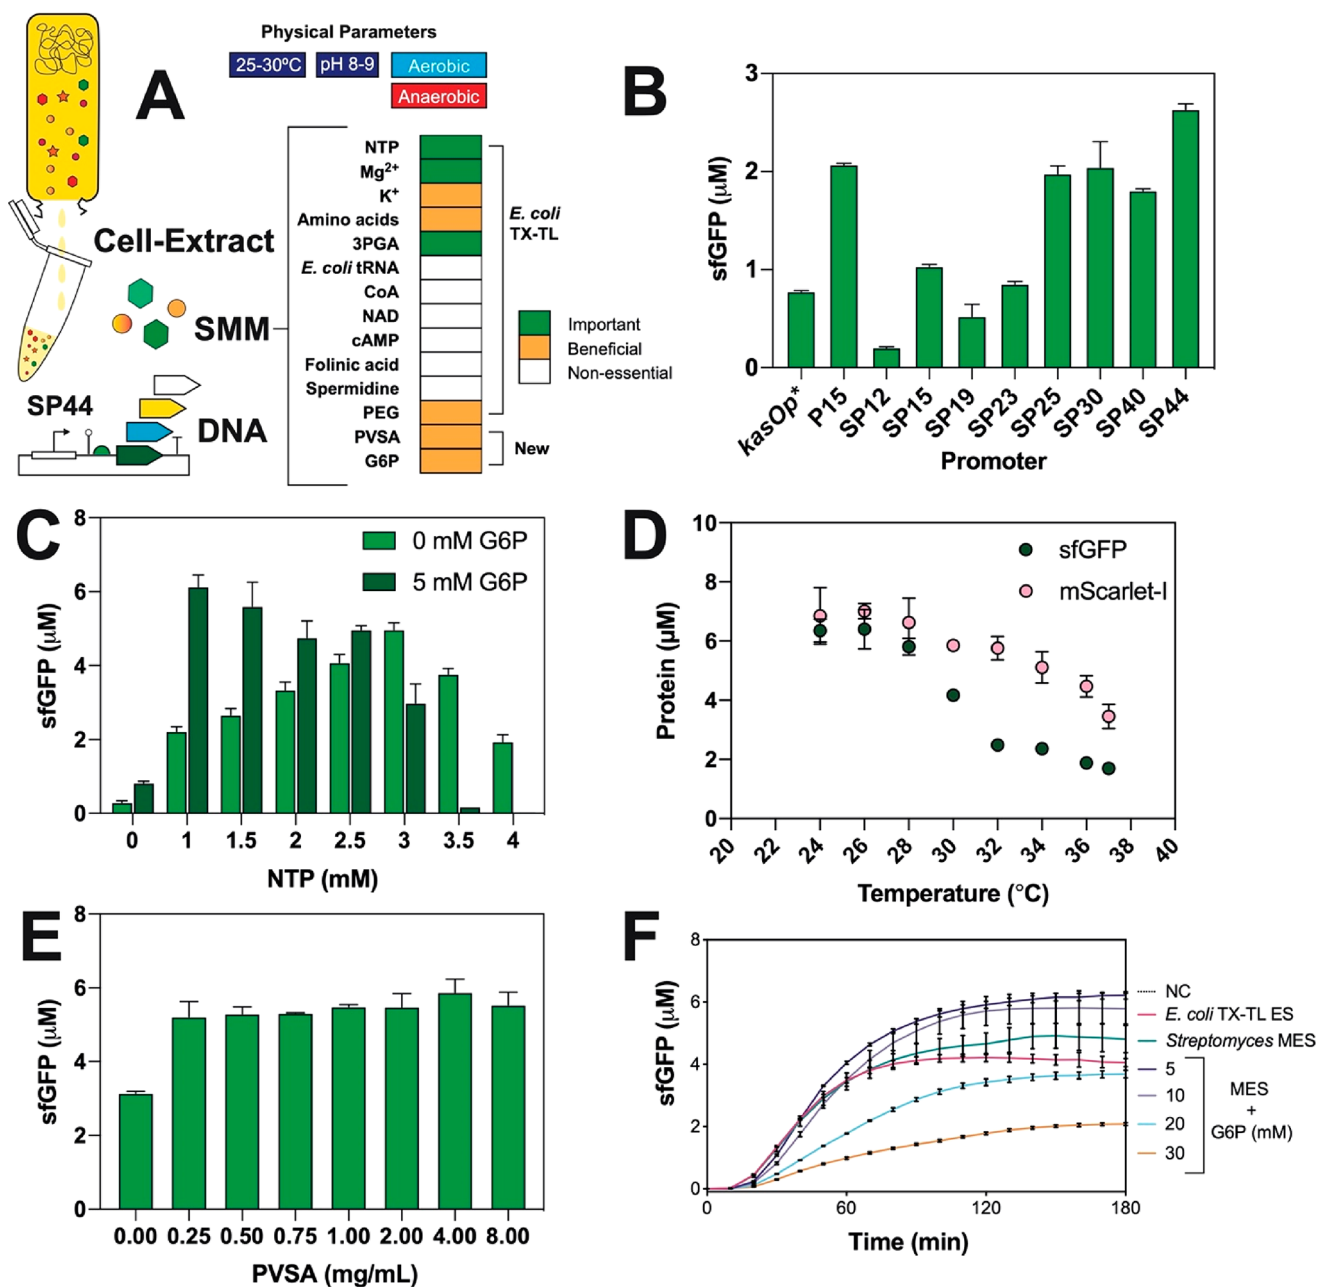 A
Physical Parameters
25-30ºC
pH 8-9
Aerobic
Anaerobic
Cell-Extract
SMM
SP44
DNA
NTP
Mg2+
K+
Amino acids
3PGA
E. coli tRNA
CoA
NAD
cAMP
Folinic acid
Spermidine
PEG
PVSA
G6P
E. coli
TX-TL
New
Important
Beneficial
Non-essential
B
sfGFP (μM)
3
2
1
0
kasOp*
P15
SP12
SP15
SP19
SP23
SP25
SP30
SP40
SP44
Promoter
C
sfGFP (μM)
8
6
4
2
0
0 mM G6P
5 mM G6P
0 1 1.5 2 2.5 3 3.5 4
NTP (mM)
D
Protein (μM)
10
8
6
4
2
0
sfGFP
mScarlet-I
20 22 24 26 28 30 32 34 36 38 40
Temperature (°C)
E
sfGFP (μM)
8
6
4
2
0
0.00 0.25 0.50 0.75 1.00 2.00 4.00 8.00
PVSA (mg/mL)
F
sfGFP (μM)
8
6
4
2
0
0 60 120 180
Time (min)
NC
E. coli TX-TL ES
Streptomyces MES
5
10
20
30
MES
+
G6P (mM)